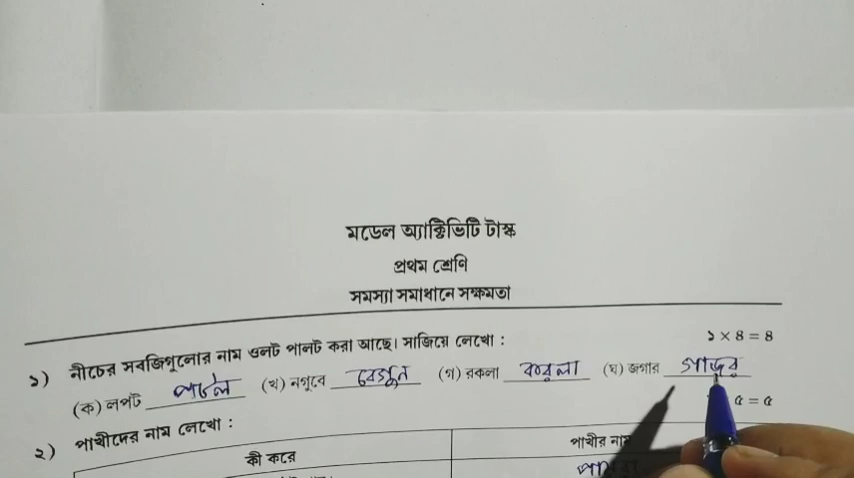 মডেল অ্যাক্টিভিটি টাস্ক
প্রথম শ্রেণি
সমস্যা সমাধানে সক্ষমতা
১) নীচের সবজিগুলোর নাম ওলট পালট করা আছে। সাজিয়ে লেখো : ১ × ৪ = ৪
(ক) লপট পটল (খ) নগুবে বেগুন (গ) রকলা করলা (ঘ) জগার গাজর
৫ = ৫
২) পাখীদের নাম লেখো :
কী করে পাখীর নাম